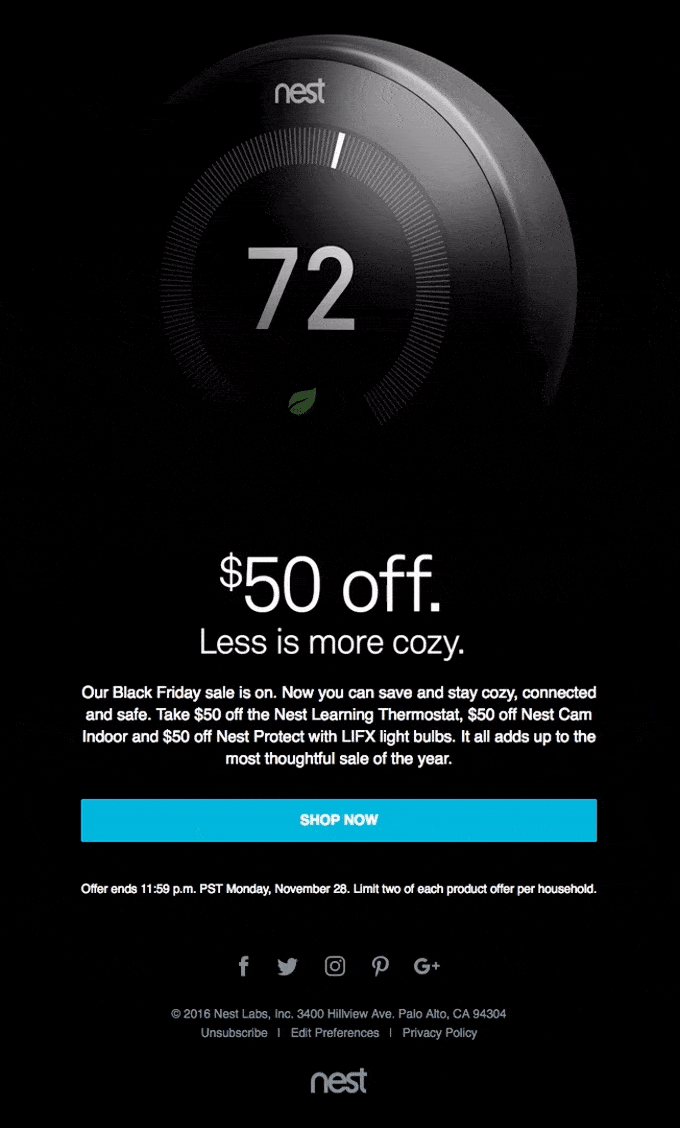 nest
72
$50 off.
Less is more cozy.
Our Black Friday sale is on. Now you can save and stay cozy, connected
and safe. Take $50 off the Nest Learning Thermostat, $50 off Nest Cam
Indoor and $50 off Nest Protect with LIFX light bulbs. It all adds up to the
most thoughtful sale of the year.
SHOP NOW
Offer ends 11:59 p.m. PST Monday, November 28. Limit two of each product offer per household.
G+
© 2016 Nest Labs, Inc. 3400 Hillview Ave. Palo Alto, CA 94304
Unsubscribe | Edit Preferences | Privacy Policy
nest